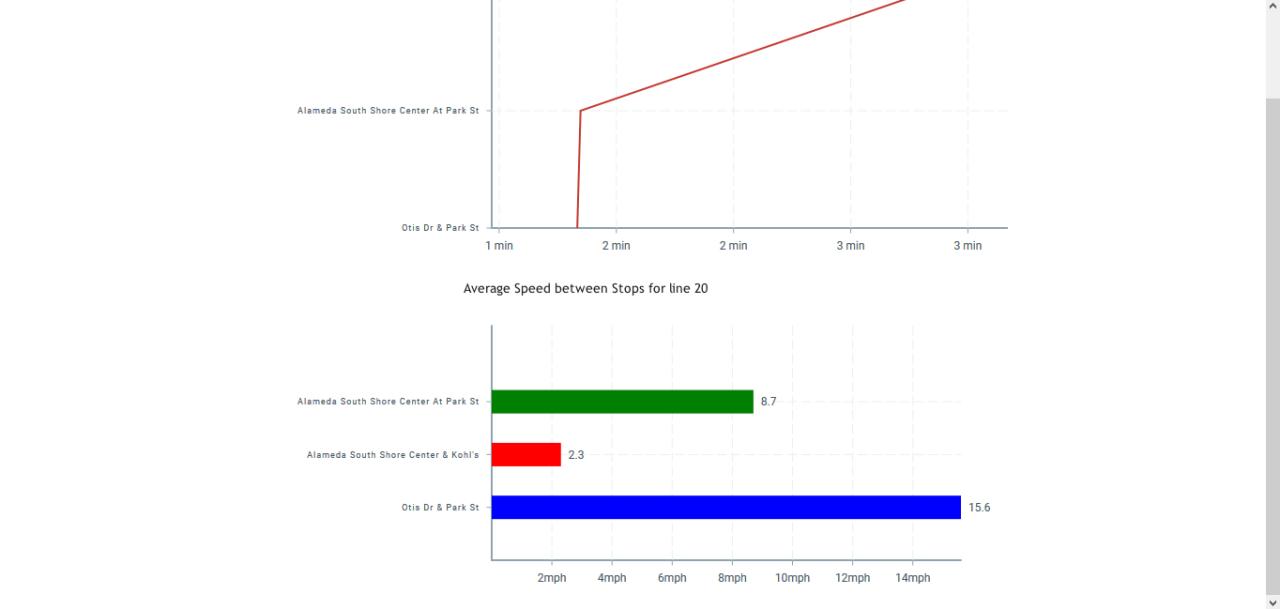 Alameda South Shore Center At Park St
Otis Dr & Park St
1 min 2 min 2 min 3 min 3 min
Average Speed between Stops for line 20
Alameda South Shore Center At Park St 8.7
Alameda South Shore Center & Kohl's 2.3
Otis Dr & Park St 15.6
2mph 4mph 6mph 8mph 10mph 12mph 14mph